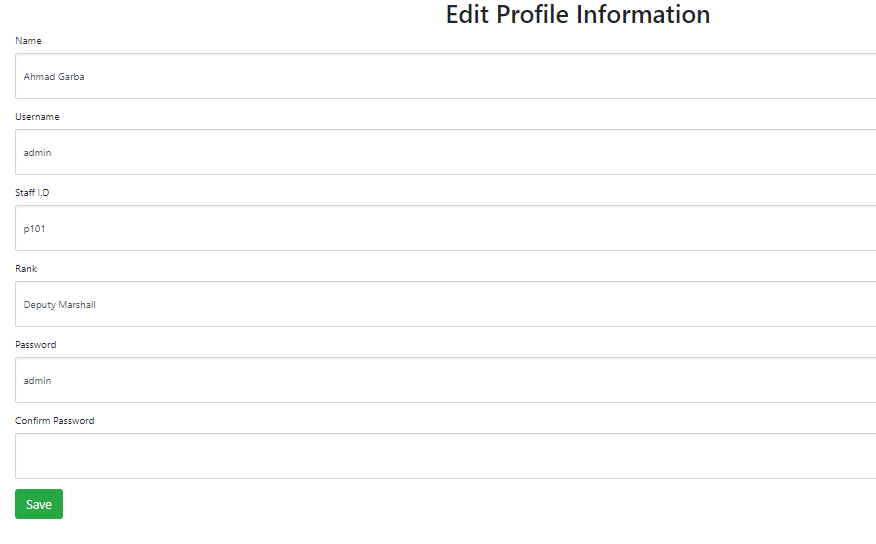 Edit Profile Information
Name
Ahmad Garba
Username
admin
Staff I.D
p101
Rank
Deputy Marshall
Password
admin
Confirm Password
Save